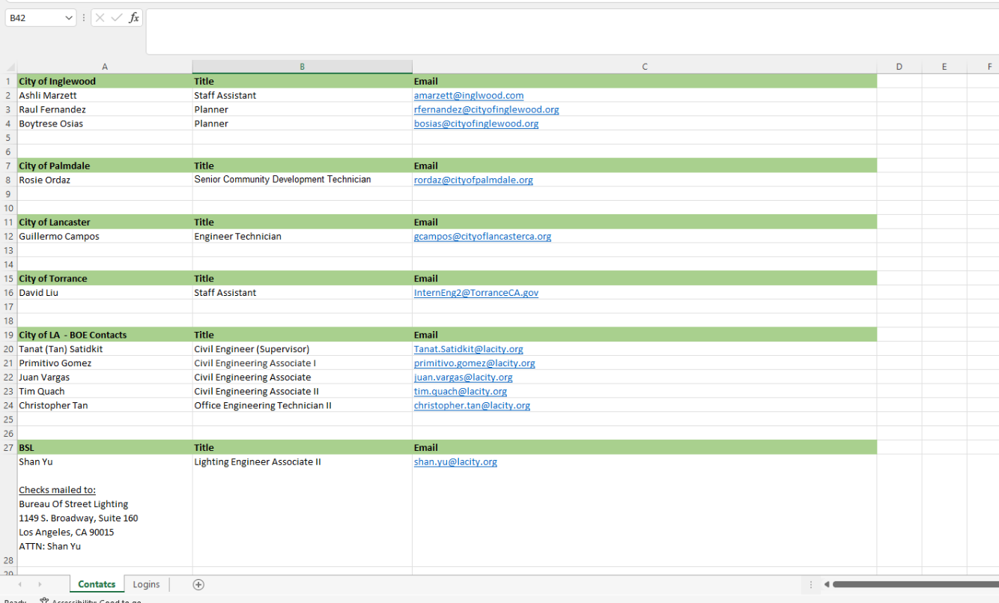 B42 fx
A B C D E F
1 City of Inglewood Title Email
2 Ashli Marzett Staff Assistant amarzett@inglwood.com
3 Raul Fernandez Planner rfernandez@cityofinglewood.org
4 Boytrese Osias Planner bosias@cityofinglewood.org
5
6
7 City of Palmdale Title Email
8 Rosie Ordaz Senior Community Development Technician rordaz@cityofpalmdale.org
9
10
11 City of Lancaster Title Email
12 Guillermo Campos Engineer Technician gcampos@cityoflancasterca.org
13
14
15 City of Torrance Title Email
16 David Liu Staff Assistant InternEng2@TorranceCA.gov
17
18
19 City of LA - BOE Contacts Title Email
20 Tanat (Tan) Satidkit Civil Engineer (Supervisor) Tanat.Satidkit@lacity.org
21 Primitivo Gomez Civil Engineering Associate I primitivo.gomez@lacity.org
22 Juan Vargas Civil Engineering Associate juan.vargas@lacity.org
23 Tim Quach Civil Engineering Associate II tim.quach@lacity.org
24 Christopher Tan Office Engineering Technician II christopher.tan@lacity.org
25
26
27 BSL Title Email
Shan Yu Lighting Engineer Associate II shan.yu@lacity.org
Checks mailed to:
Bureau Of Street Lighting
1149 S. Broadway, Suite 160
Los Angeles, CA 90015
ATTN: Shan Yu
28
29
Contatcs Logins
Ready Accessibility: Good to go